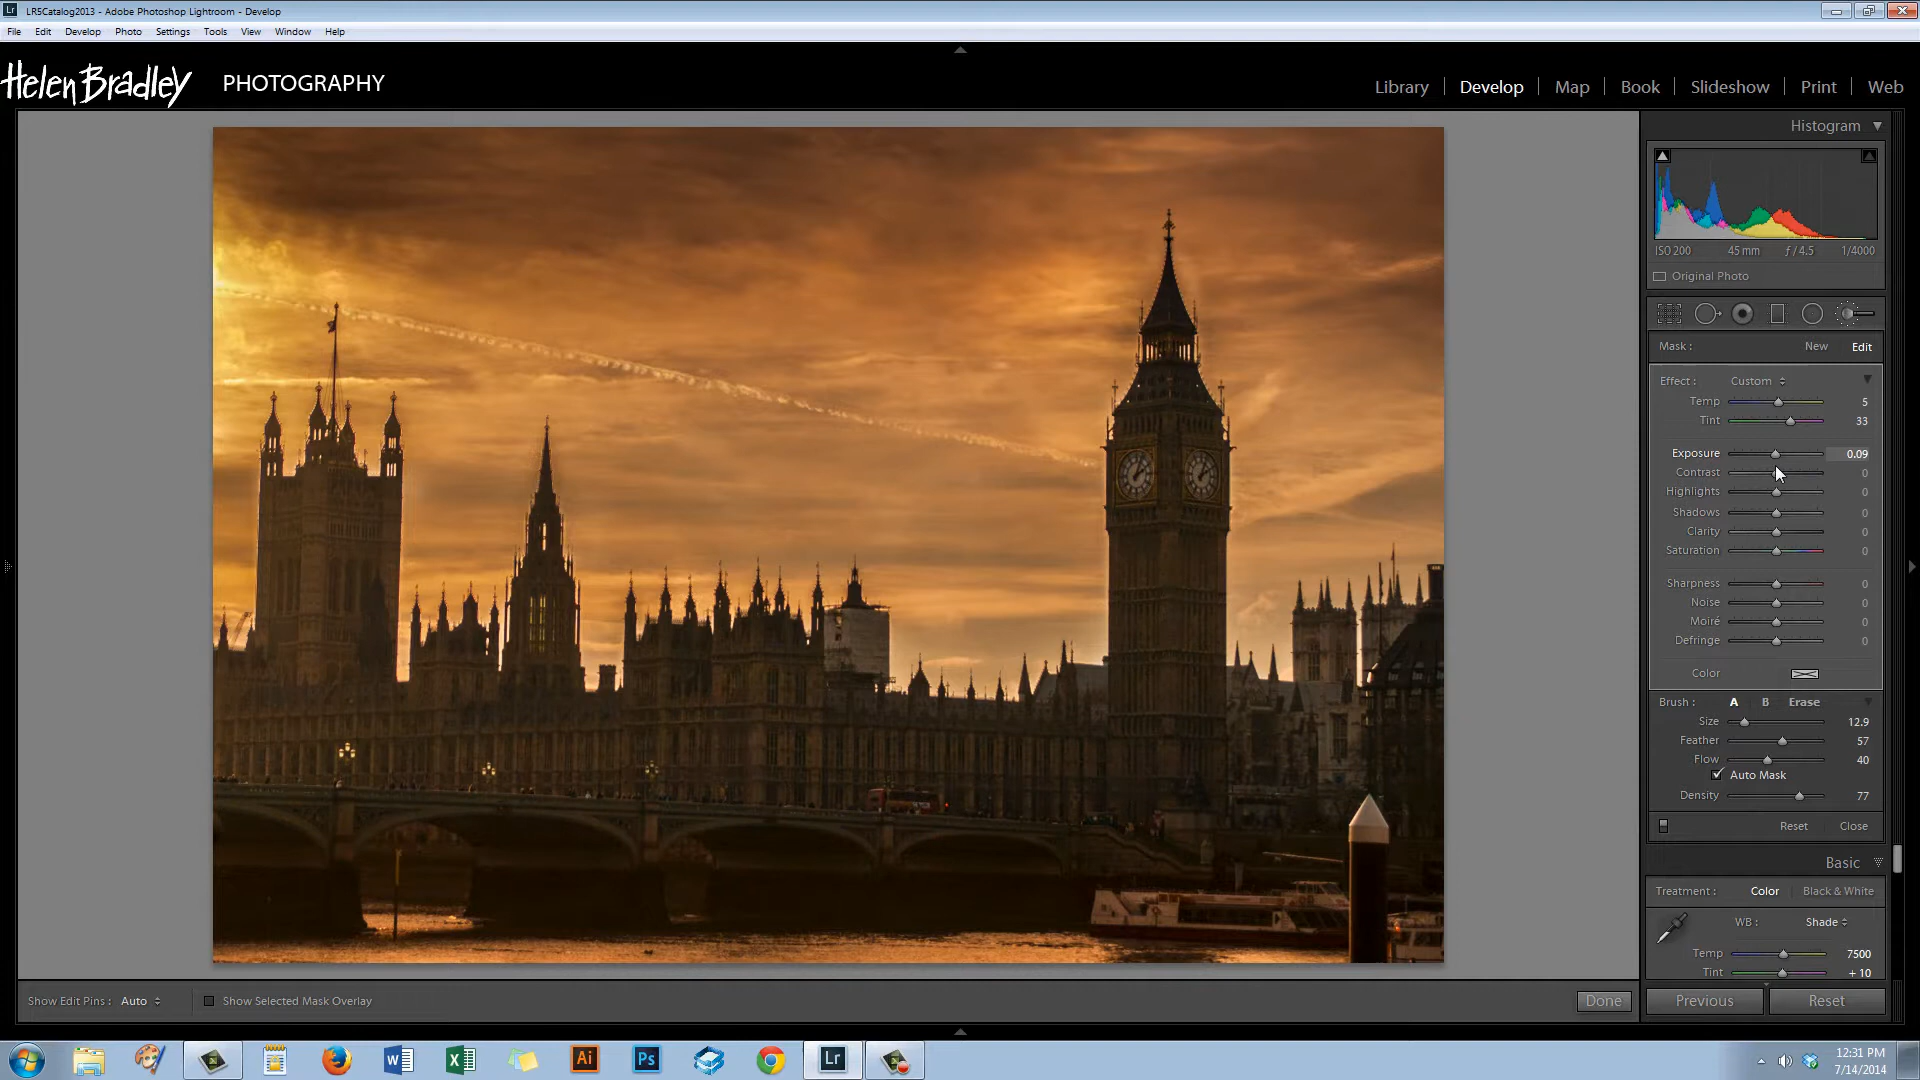 LR5Catalog2013 - Adobe Photoshop Lightroom - Develop
File Edit Develop Photo Settings Tools View Window Help
Helen Bradley PHOTOGRAPHY
Library Develop Map Book Slideshow Print Web
Histogram
ISO 200 45 mm ƒ / 4.5 1/4000
Original Photo
Mask : New Edit
Effect : Custom
Temp 5
Tint 33
Exposure 0.09
Contrast 0
Highlights 0
Shadows 0
Clarity 0
Saturation 0
Sharpness 0
Noise 0
Moiré 0
Defringe 0
Color
Brush : A B Erase
Size 12.9
Feather 57
Flow 40
Auto Mask
Density 77
Reset Close
Basic
Treatment : Color Black & White
WB : Shade
Temp 7500
Tint + 10
Show Edit Pins : Auto Show Selected Mask Overlay Done Previous Reset
Ai Ps Lr
12:31 PM
7/14/2014